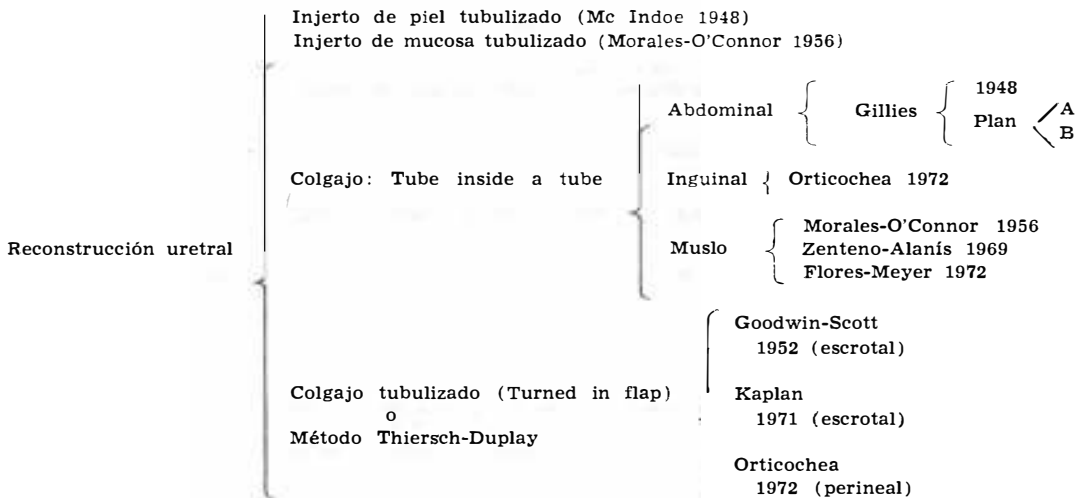 Injerto de piel tubulizado (Mc Indoe 1948)
Injerto de mucosa tubulizado (Morales-O'Connor 1956)
Abdominal
Gillies
1948
Plan
A
B
Colgajo: Tube inside a tube
Inguinal
Orticochea 1972
Reconstrucción uretral
Muslo
Morales-O'Connor 1956
Zenteno-Alanís 1969
Flores-Meyer 1972
Colgajo tubulizado (Turned in flap)
o
Método Thiersch-Duplay
Goodwin-Scott
1952 (escrotal)
Kaplan
1971 (escrotal)
Orticochea
1972 (perineal)